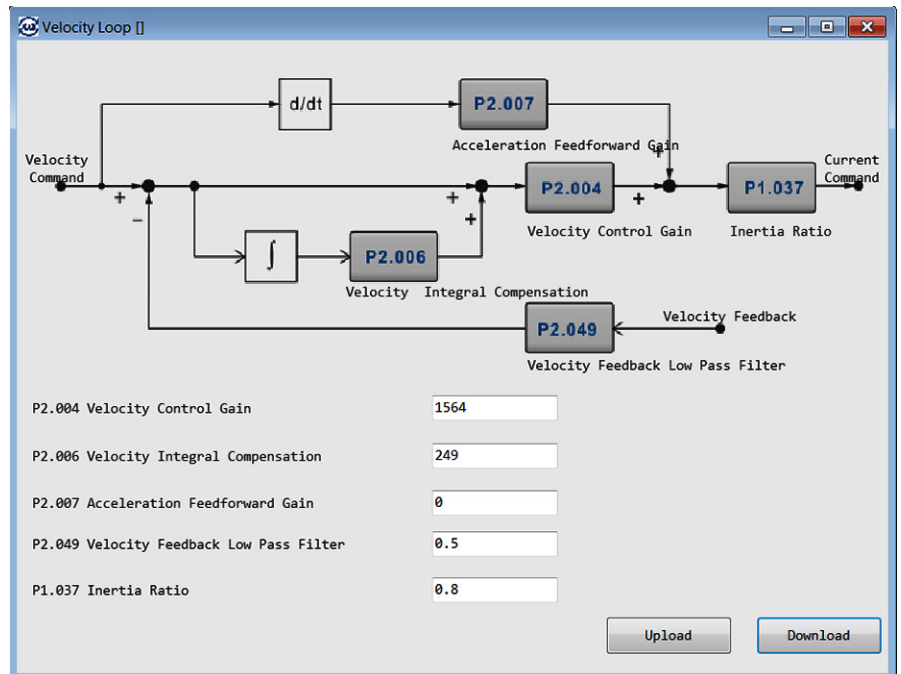 Velocity Loop []
d/dt
P2.007
Acceleration Feedforward Gain
+
Velocity
Command
Current
Command
P2.004
P1.037
+
+
+
−
+
Velocity Control Gain
Inertia Ratio
∫
P2.006
Velocity Integral Compensation
Velocity Feedback
P2.049
Velocity Feedback Low Pass Filter
P2.004 Velocity Control Gain 1564
P2.006 Velocity Integral Compensation 249
P2.007 Acceleration Feedforward Gain 0
P2.049 Velocity Feedback Low Pass Filter 0.5
P1.037 Inertia Ratio 0.8
Upload Download